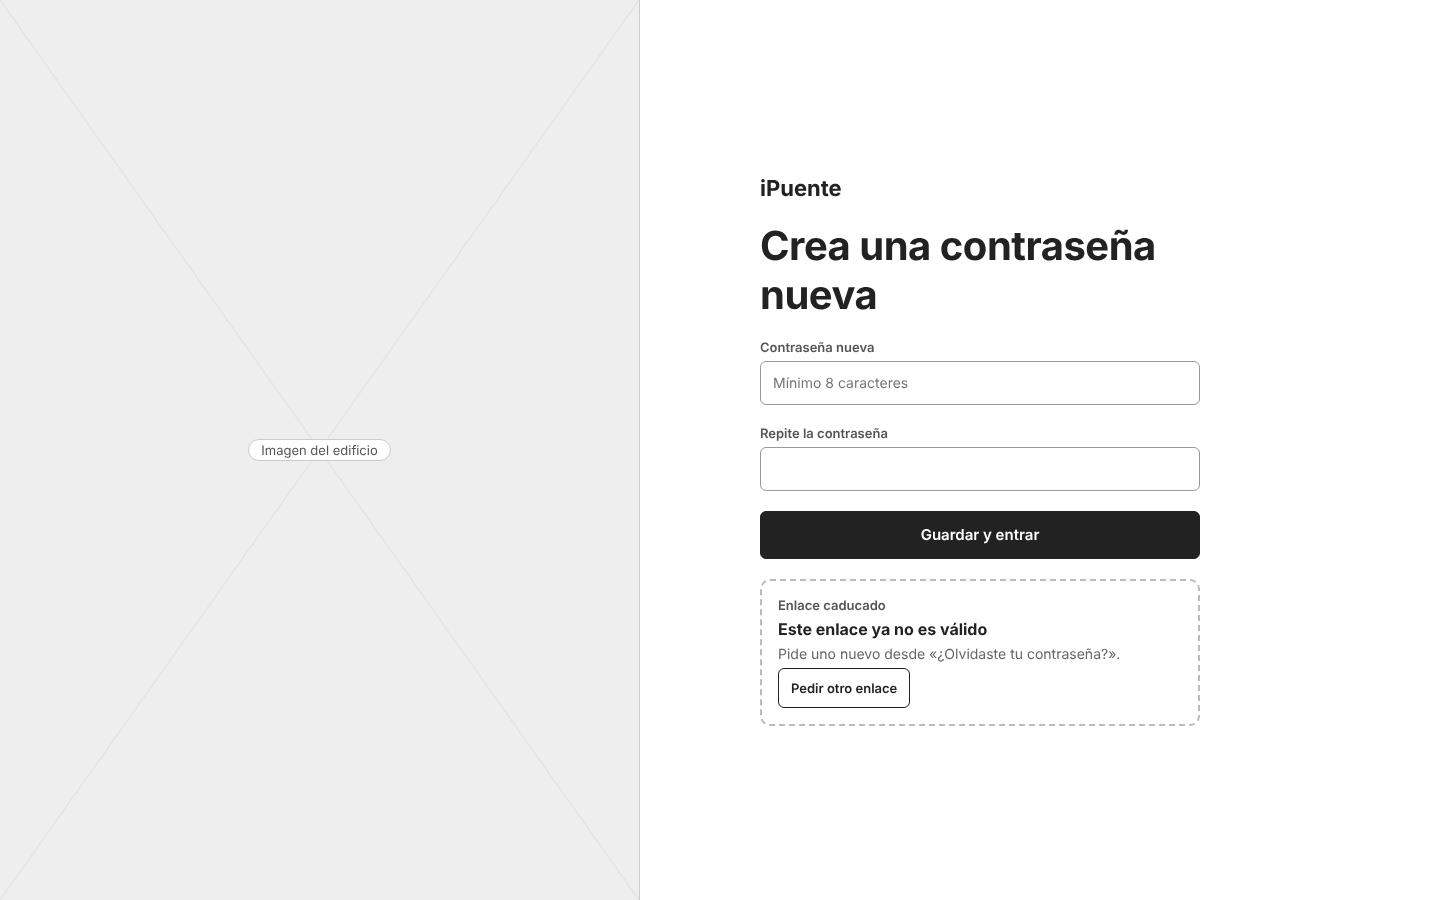 Imagen del edificio
iPuente
Crea una contraseña
nueva
Contraseña nueva
Mínimo 8 caracteres
Repite la contraseña
Guardar y entrar
Enlace caducado
Este enlace ya no es válido
Pide uno nuevo desde «¿Olvidaste tu contraseña?».
Pedir otro enlace